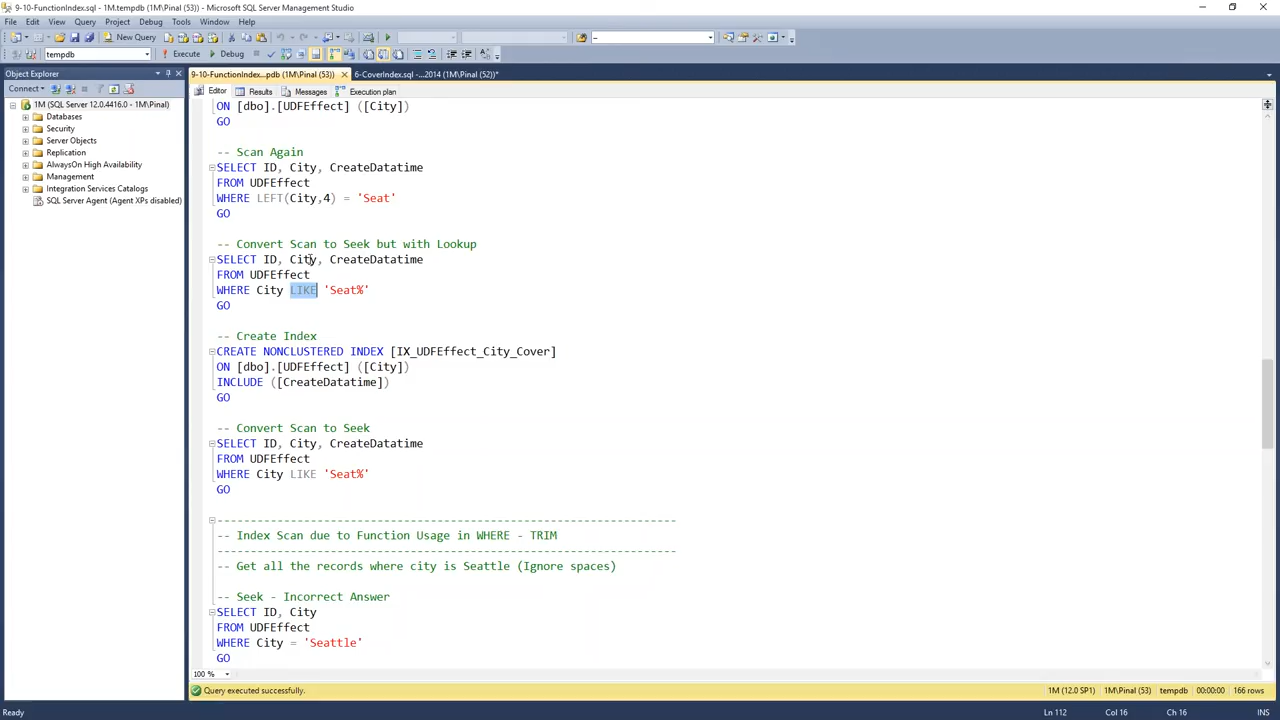 9-10-FunctionIndex.sql - 1M.tempdb (1M\Pinal (53)) - Microsoft SQL Server Management Studio
File Edit View Query Project Debug Tools Window Help
New Query
tempdb Execute Debug
Object Explorer
Connect
1M (SQL Server 12.0.4416.0 - 1M\Pinal)
Databases
Security
Server Objects
Replication
AlwaysOn High Availability
Management
Integration Services Catalogs
SQL Server Agent (Agent XPs disabled)
9-10-FunctionIndex...pdb (1M\Pinal (53)) 6-CoverIndex.sql -...2014 (1M\Pinal (52))*
Editor Results Messages Execution plan
ON [dbo].[UDFEffect] ([City])
GO
-- Scan Again
SELECT ID, City, CreateDatatime
FROM UDFEffect
WHERE LEFT(City,4) = 'Seat'
GO
-- Convert Scan to Seek but with Lookup
SELECT ID, City, CreateDatatime
FROM UDFEffect
WHERE City LIKE 'Seat%'
GO
-- Create Index
CREATE NONCLUSTERED INDEX [IX_UDFEffect_City_Cover]
ON [dbo].[UDFEffect] ([City])
INCLUDE ([CreateDatatime])
GO
-- Convert Scan to Seek
SELECT ID, City, CreateDatatime
FROM UDFEffect
WHERE City LIKE 'Seat%'
GO
---------------------------------------------------------------------
-- Index Scan due to Function Usage in WHERE - TRIM
---------------------------------------------------------------------
-- Get all the records where city is Seattle (Ignore spaces)
-- Seek - Incorrect Answer
SELECT ID, City
FROM UDFEffect
WHERE City = 'Seattle'
GO
100 %
Query executed successfully. 1M (12.0 SP1) 1M\Pinal (53) tempdb 00:00:00 166 rows
Ready Ln 112 Col 16 Ch 16 INS